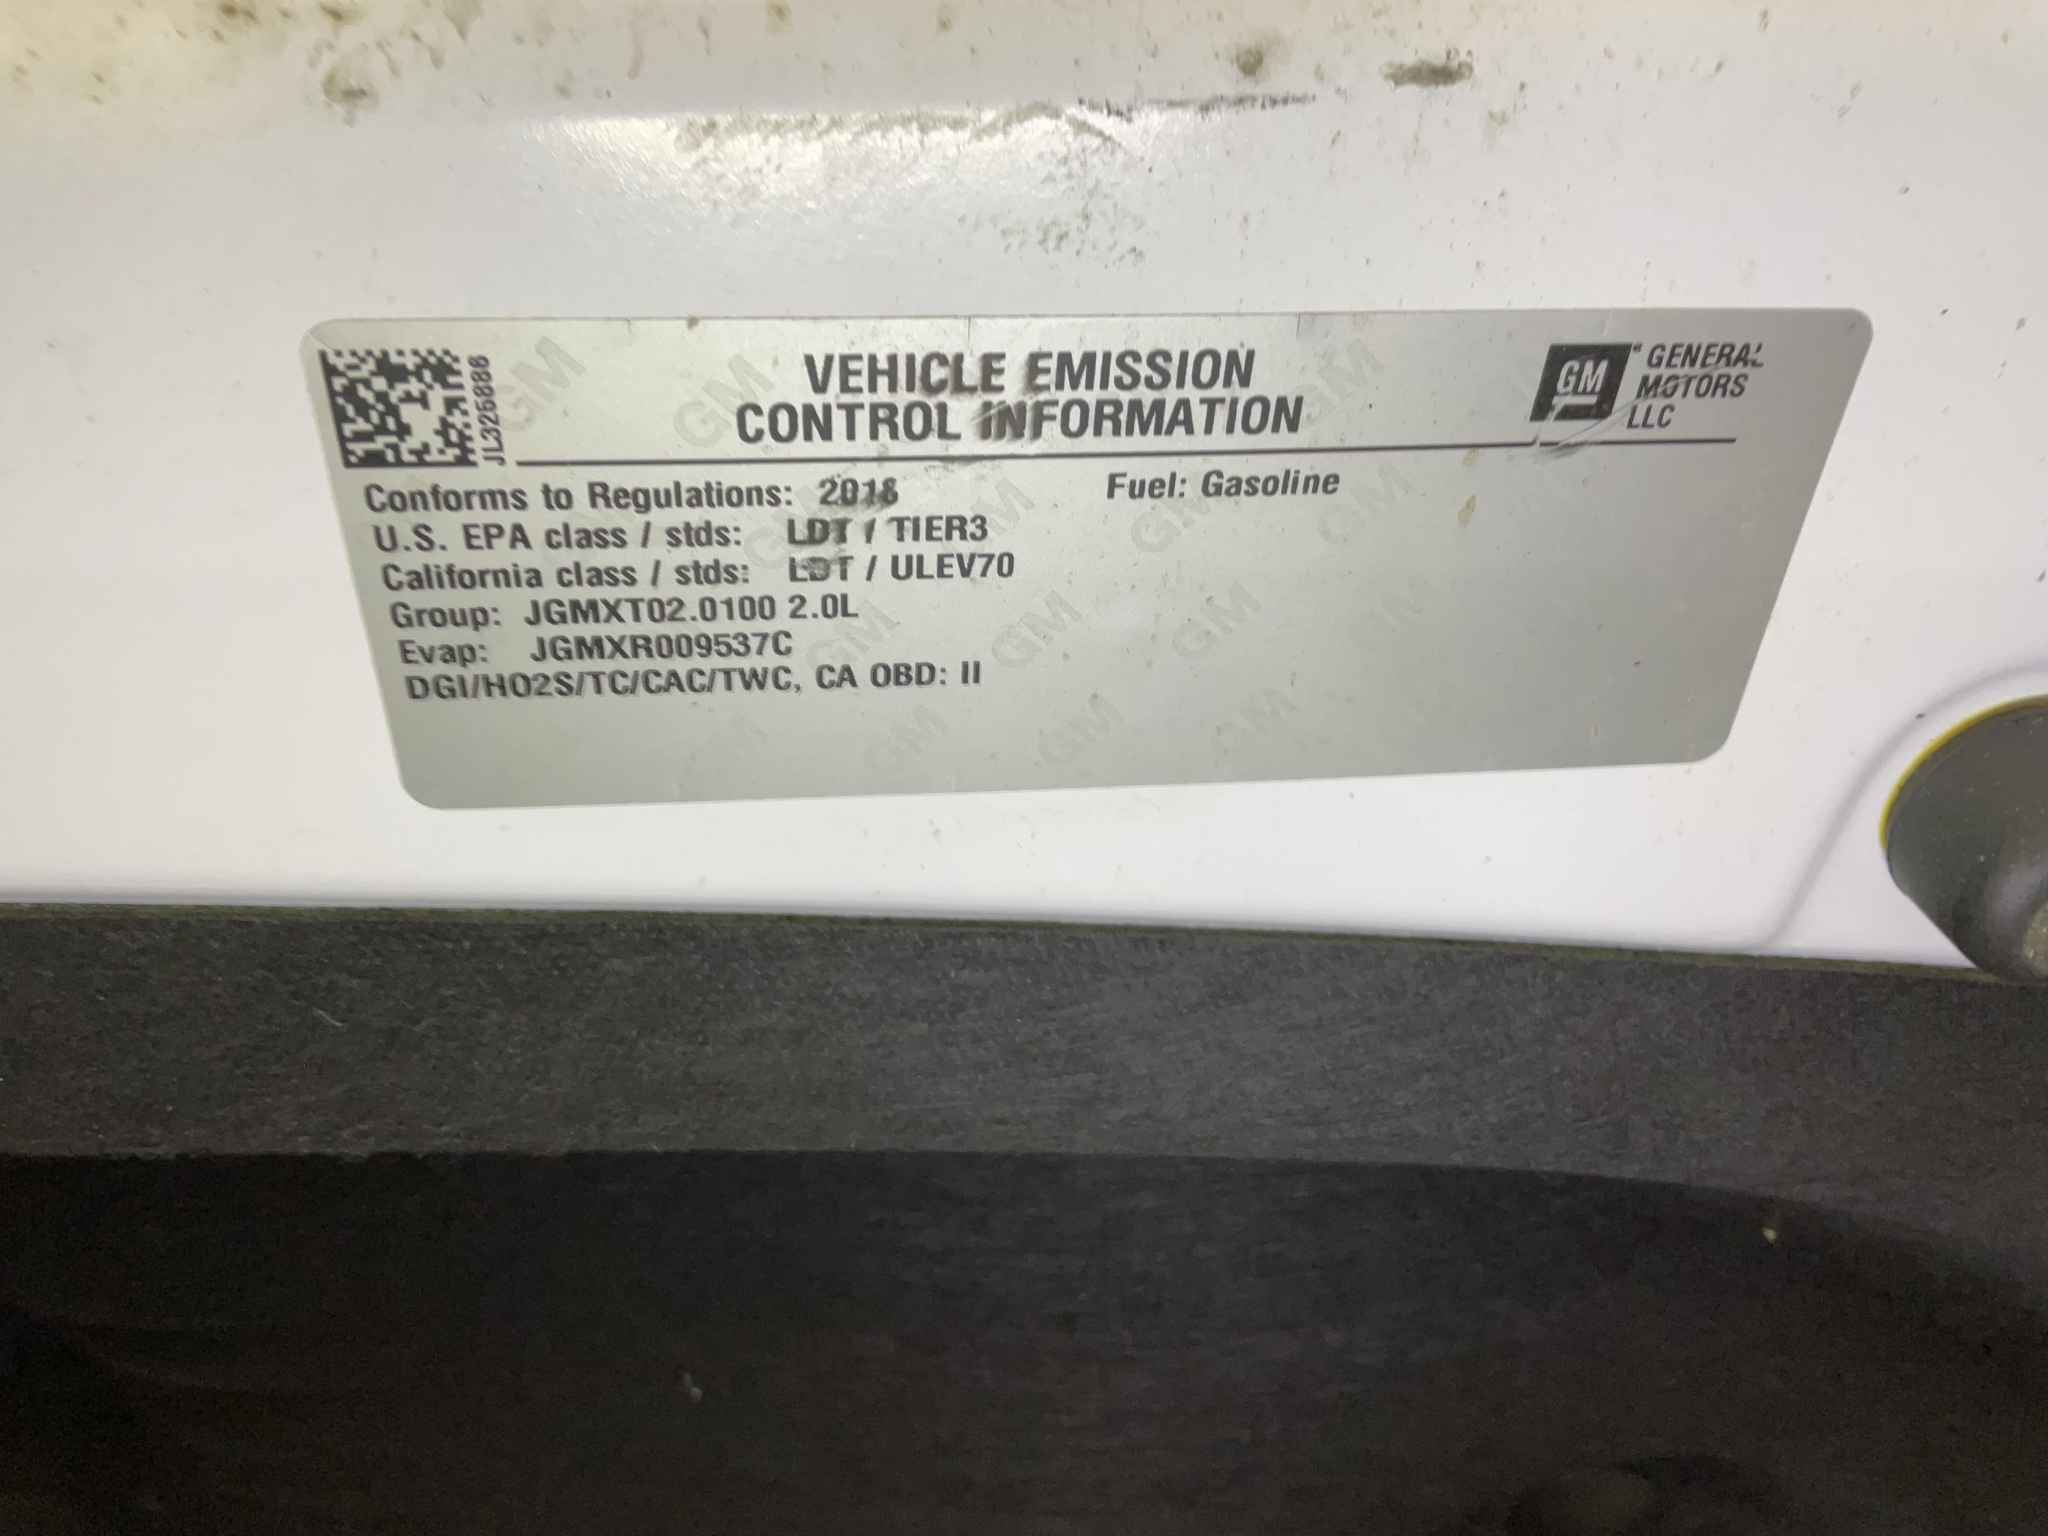 JL326886
VEHICLE EMISSION
CONTROL INFORMATION
GM
GENERAL
MOTORS
LLC
Conforms to Regulations: 2018
Fuel: Gasoline
U.S. EPA class / stds: LDT / TIER3
California class / stds: LDT / ULEV70
Group: JGMXT02.0100 2.0L
Evap: JGMXR009537C
DGI/HO2S/TC/CAC/TWC, CA OBD: II